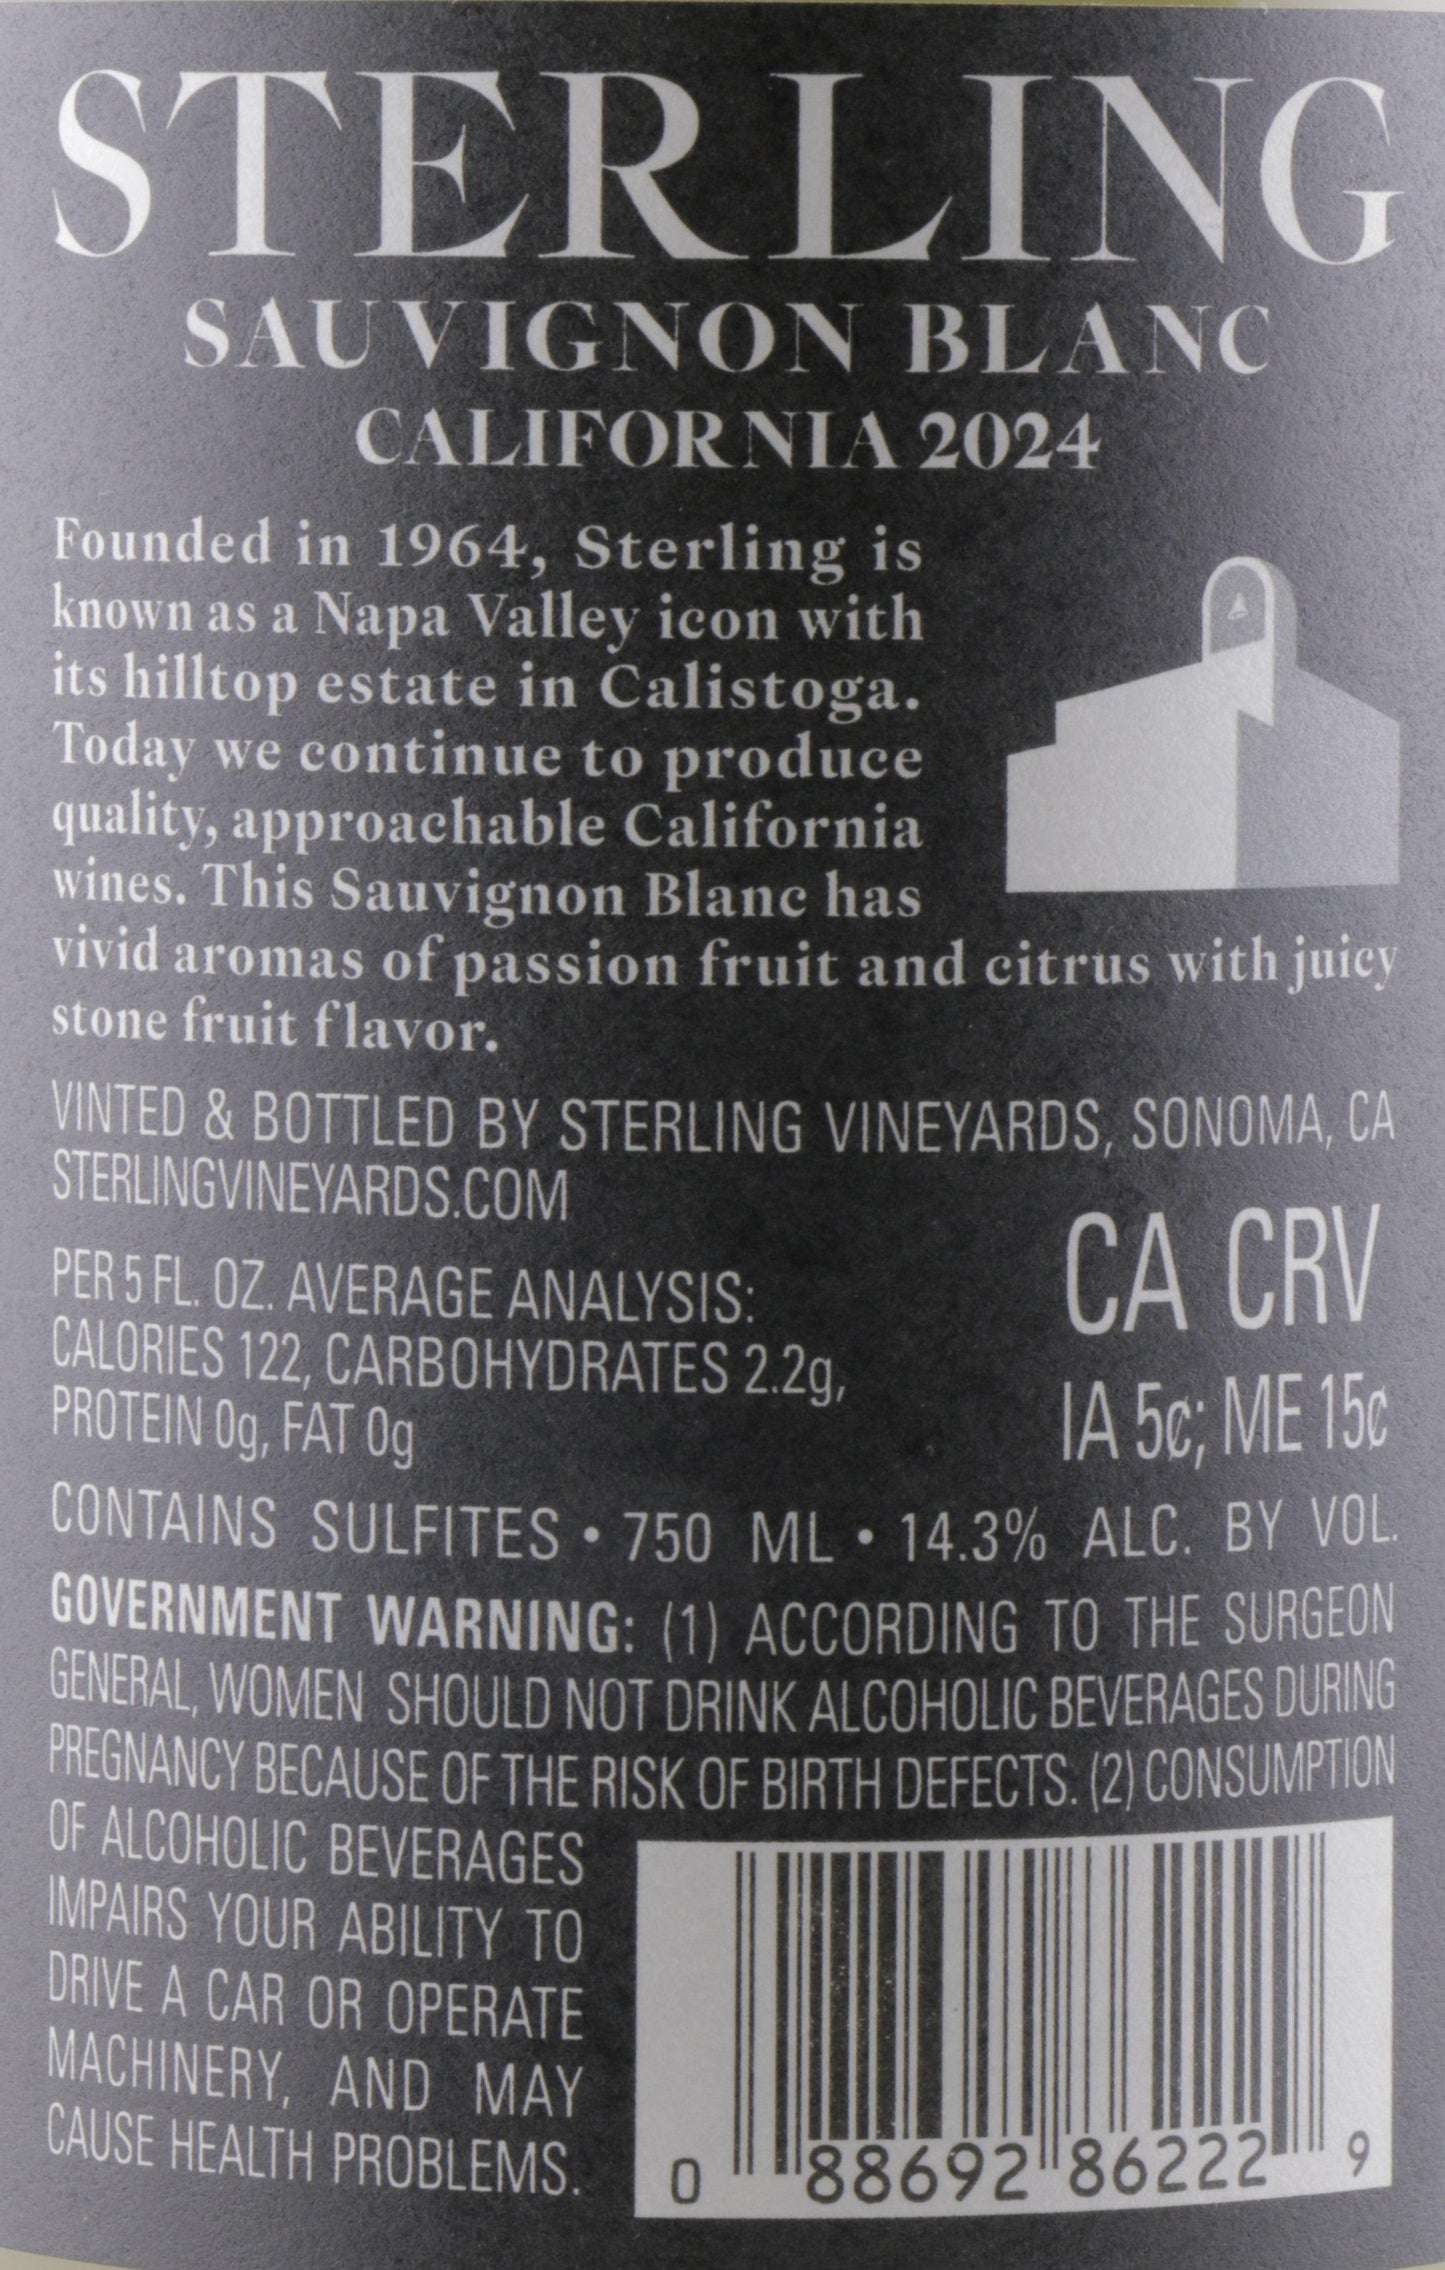 STERLING
SAUVIGNON BLANC
CALIFORNIA 2024
Founded in 1964, Sterling is
known as a Napa Valley icon with
its hilltop estate in Calistoga.
Today we continue to produce
quality, approachable California
wines. This Sauvignon Blanc has
vivid aromas of passion fruit and citrus with juicy
stone fruit flavor.
VINTED & BOTTLED BY STERLING VINEYARDS, SONOMA, CA
STERLINGVINEYARDS.COM
PER 5 FL. OZ. AVERAGE ANALYSIS:
CALORIES 122, CARBOHYDRATES 2.2g,
PROTEIN 0g, FAT 0g
CA CRV
IA 5¢; ME 15¢
CONTAINS SULFITES • 750 ML • 14.3% ALC. BY VOL.
GOVERNMENT WARNING: (1) ACCORDING TO THE SURGEON
GENERAL, WOMEN SHOULD NOT DRINK ALCOHOLIC BEVERAGES DURING
PREGNANCY BECAUSE OF THE RISK OF BIRTH DEFECTS. (2) CONSUMPTION
OF ALCOHOLIC BEVERAGES
IMPAIRS YOUR ABILITY TO
DRIVE A CAR OR OPERATE
MACHINERY, AND MAY
CAUSE HEALTH PROBLEMS.
0 88692 86222 9